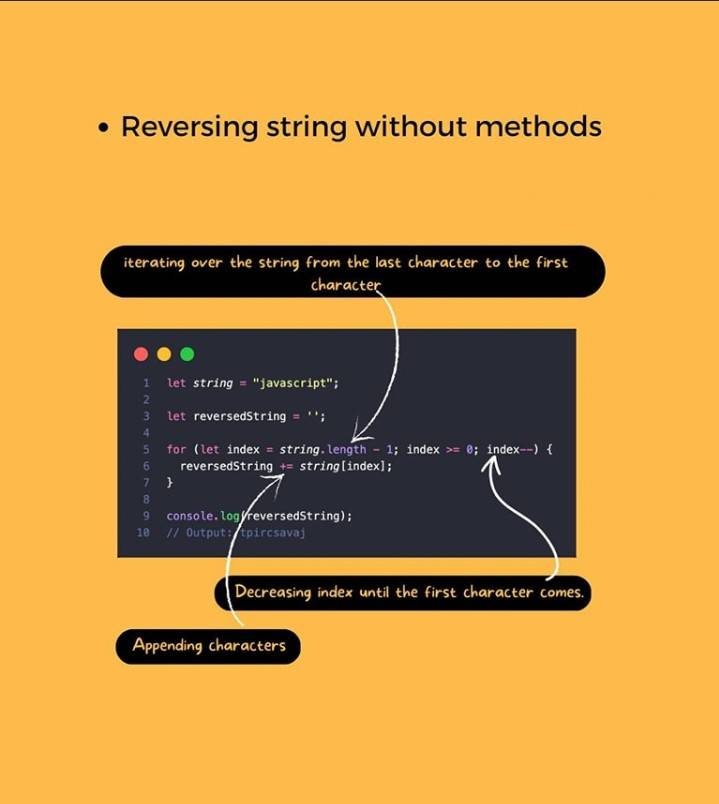 • Reversing string without methods
iterating over the string from the last character to the first
character
1 let string = "javascript";
2
3 let reversedString = '';
4
5 for (let index = string.length - 1; index >= 0; index--) {
6   reversedString += string[index];
7 }
8
9 console.log(reversedString);
10 // Output: tpircsavaj
Decreasing index until the first character comes.
Appending characters